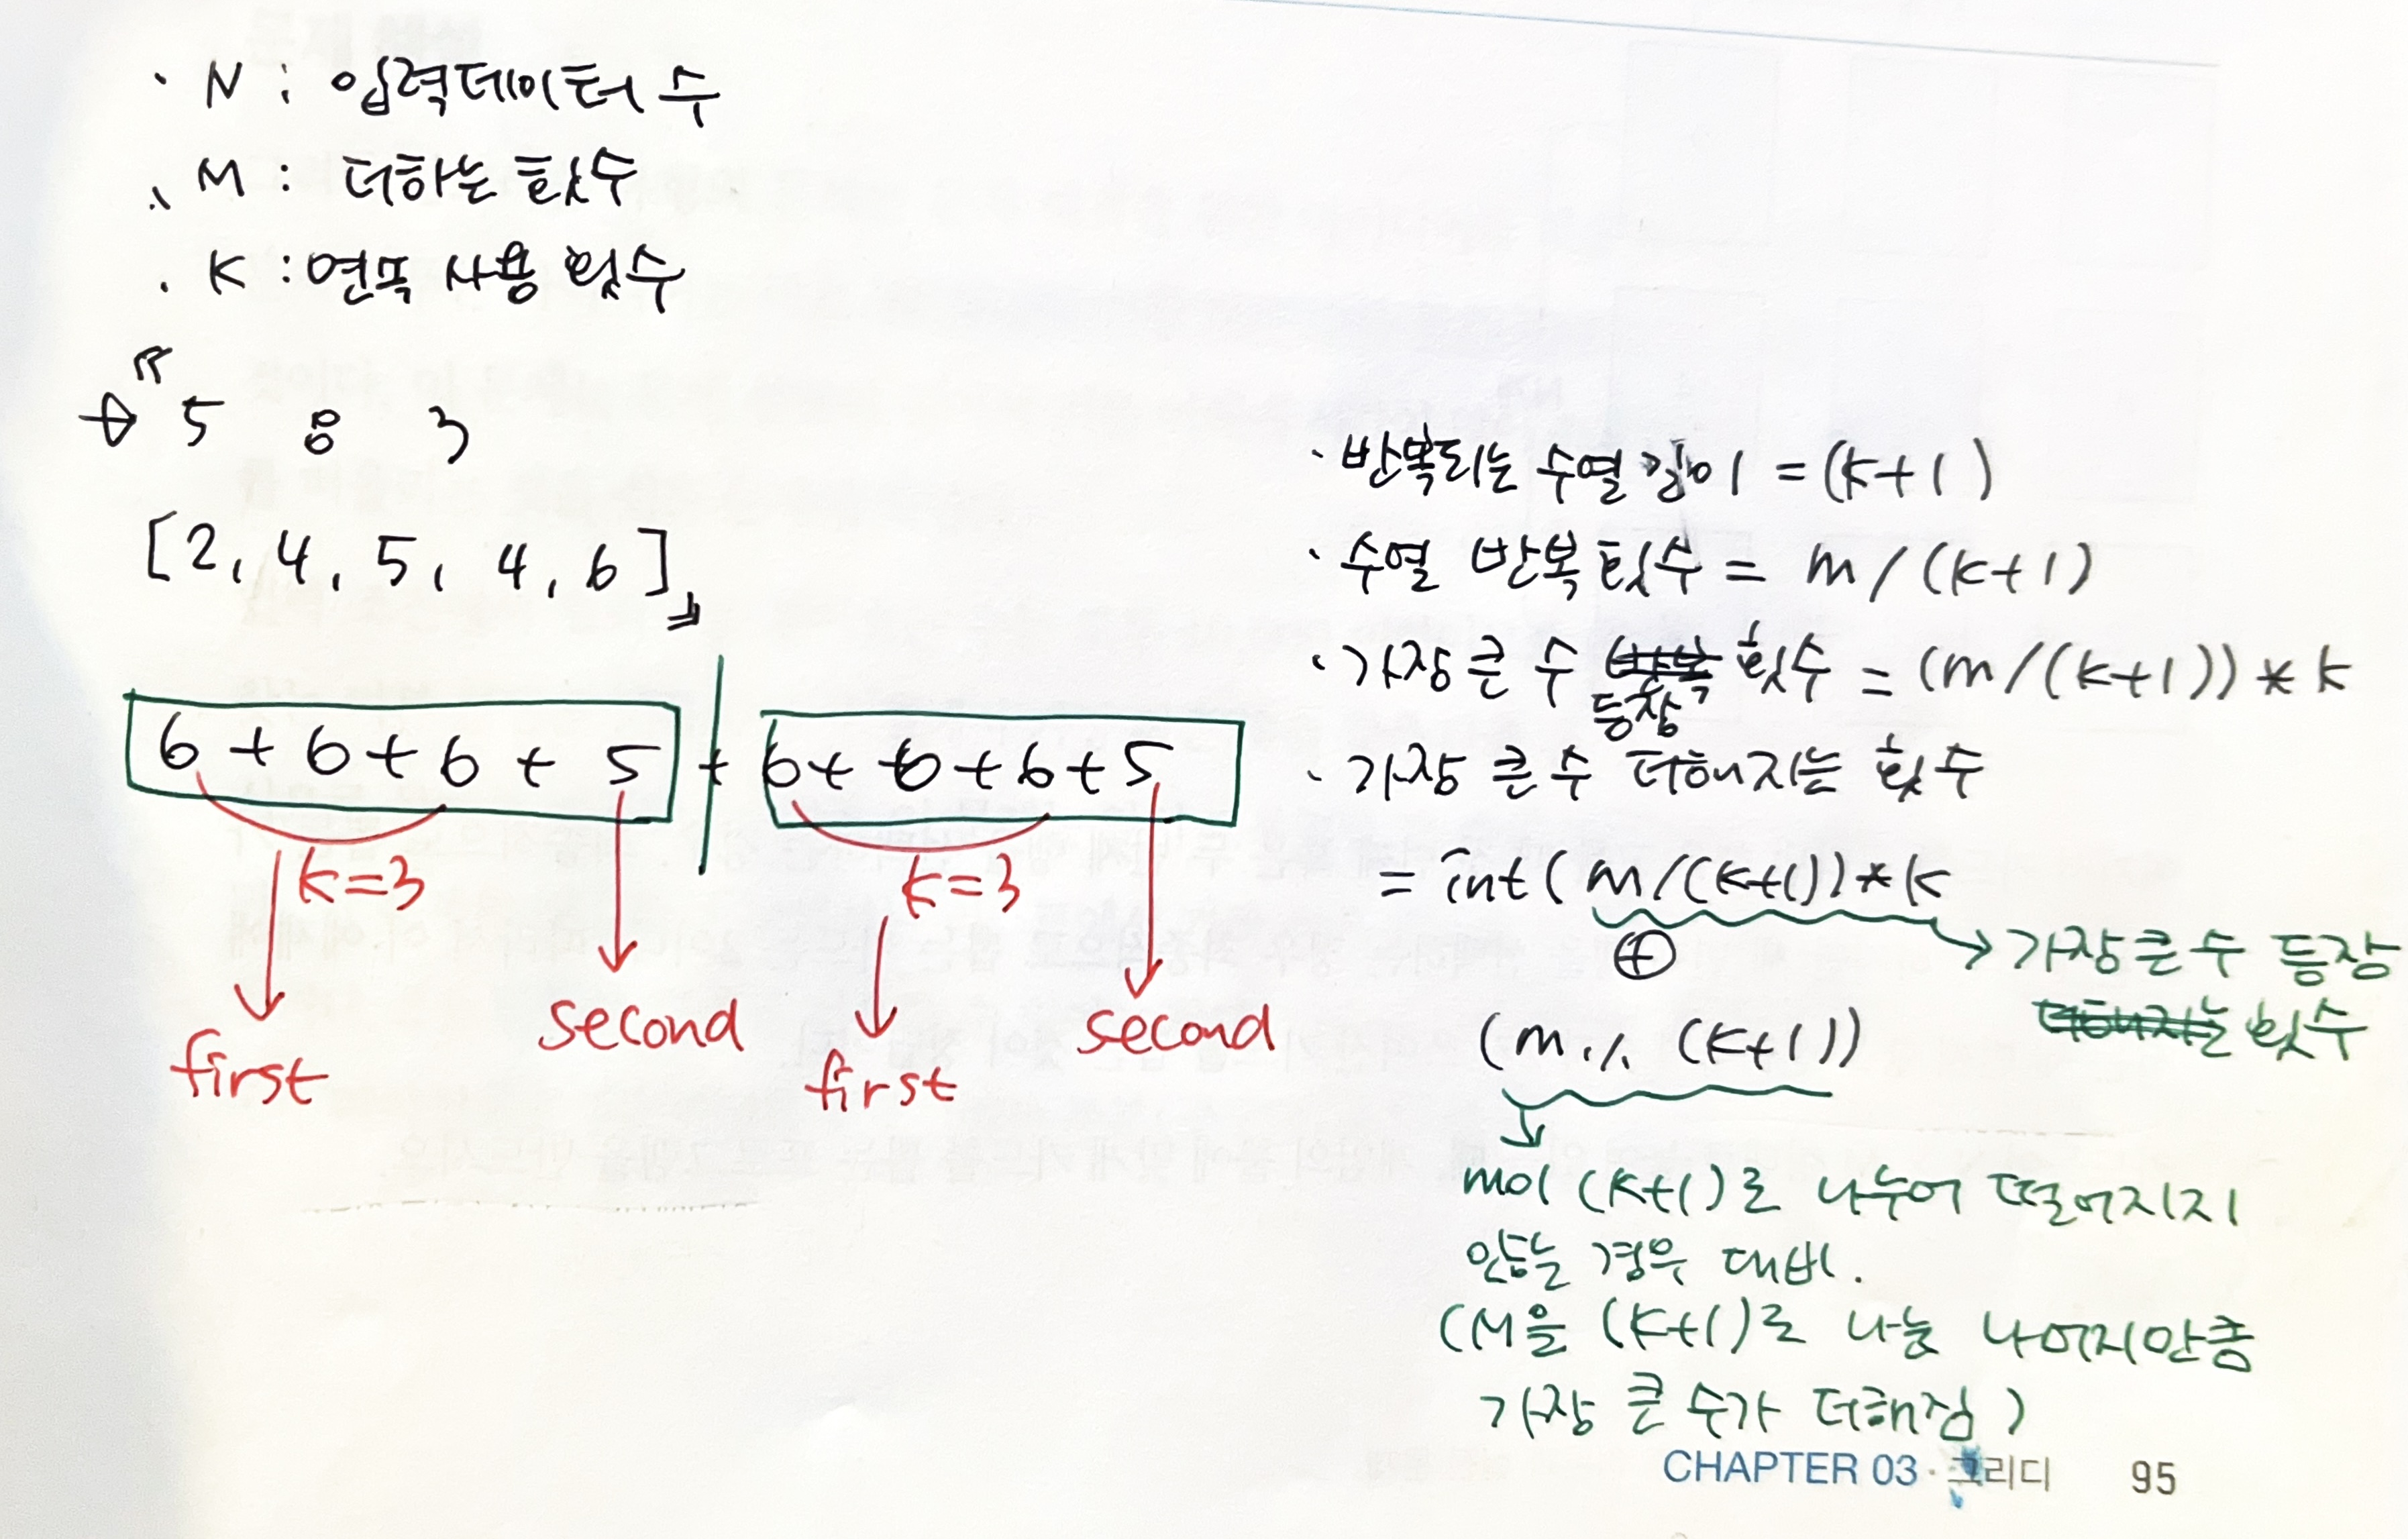 · N : 입력데이터 수
· M : 더하는 횟수
· K : 연속 사용 횟수
『
→ 5 8 3
[2, 4, 5, 4, 6]』
6 + 6 + 6 + 5 + 6 + 6 + 6 + 5
k=3 k=3
first second first second
· 반복되는 수열 길이 = (k+1)
· 수열 반복 횟수 = m / (k+1)
· 가장 큰 수 등장 횟수 = (m/(k+1)) * k
· 가장 큰 수 더해지는 횟수
= int(m/(k+1))*k
→ 가장 큰 수 등장
횟수
⊕
(m % (k+1))
m이 (k+1)로 나누어 떨어지지
않는 경우 대비.
(M을 (k+1)로 나눈 나머지만큼
가장 큰 수가 더해짐)
CHAPTER 03 · 그리디 95